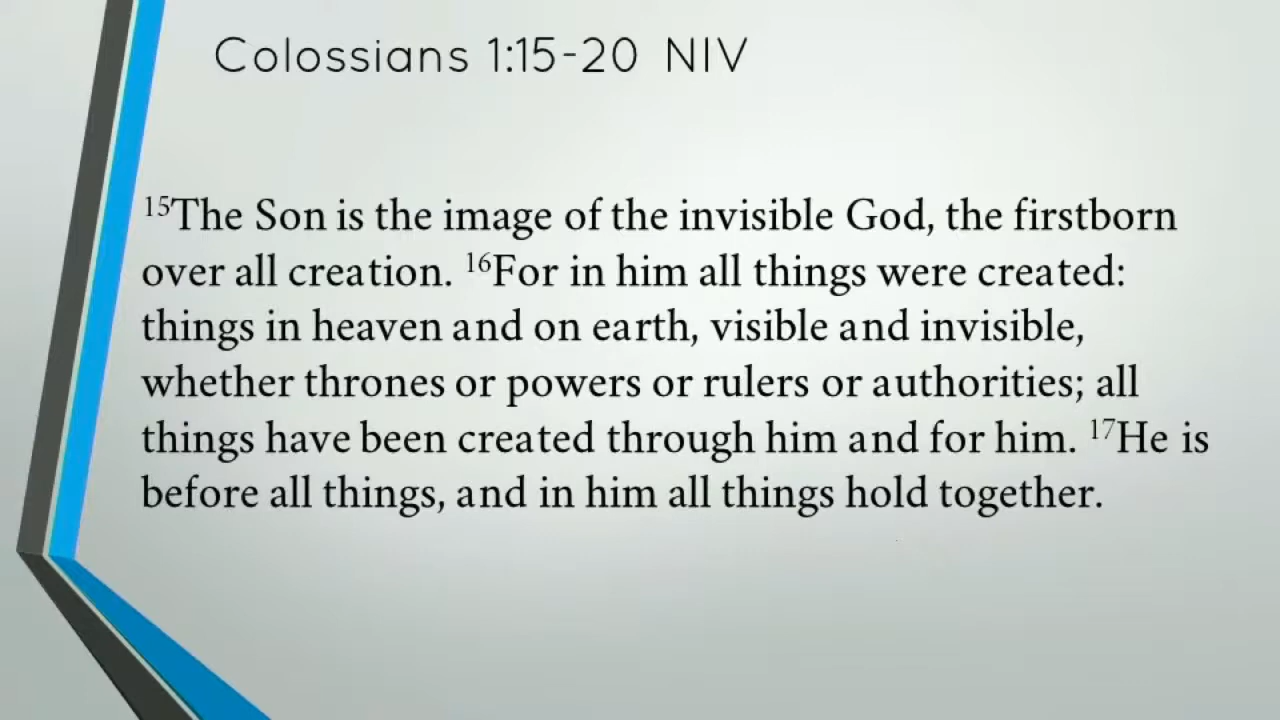 Colossians 1:15-20 NIV
15The Son is the image of the invisible God, the firstborn
over all creation. 16For in him all things were created:
things in heaven and on earth, visible and invisible,
whether thrones or powers or rulers or authorities; all
things have been created through him and for him. 17He is
before all things, and in him all things hold together.